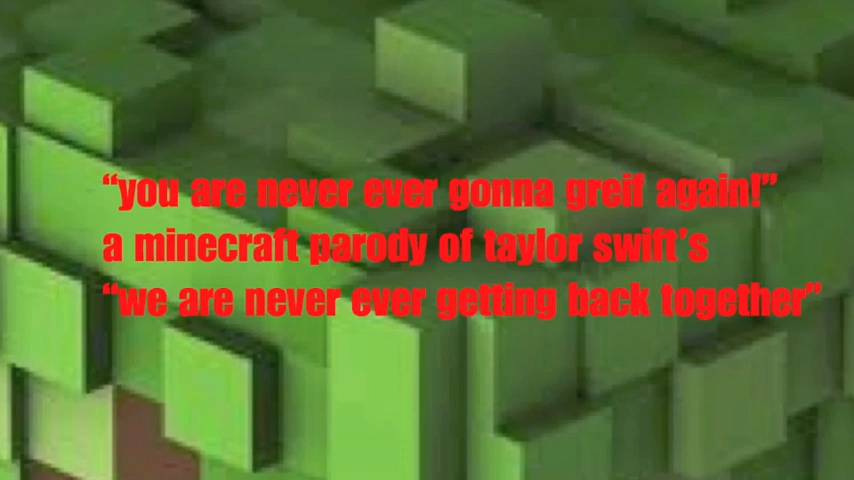 “you are never ever gonna greif again!”
a minecraft parody of taylor swift’s
“we are never ever getting back together”